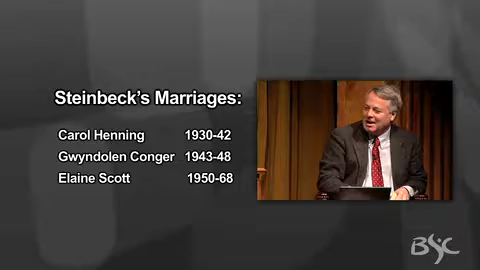 Steinbeck's Marriages:
Carol Henning 1930-42
Gwyndolen Conger 1943-48
Elaine Scott 1950-68
BSC